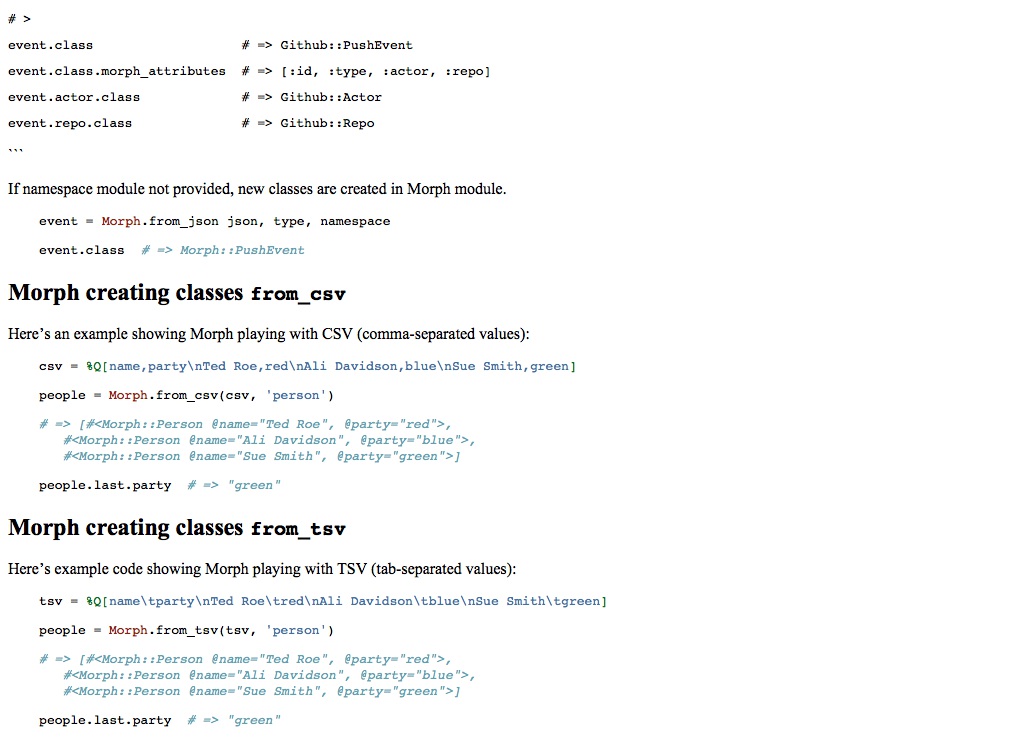 # >
event.class                   # => Github::PushEvent
event.class.morph_attributes  # => [:id, :type, :actor, :repo]
event.actor.class             # => Github::Actor
event.repo.class              # => Github::Repo
```
If namespace module not provided, new classes are created in Morph module.
event = Morph.from_json json, type, namespace
event.class  # => Morph::PushEvent
Morph creating classes from_csv
Here’s an example showing Morph playing with CSV (comma-separated values):
csv = %Q[name,party\nTed Roe,red\nAli Davidson,blue\nSue Smith,green]
people = Morph.from_csv(csv, 'person')
# => [#<Morph::Person @name="Ted Roe", @party="red">,
#<Morph::Person @name="Ali Davidson", @party="blue">,
#<Morph::Person @name="Sue Smith", @party="green">]
people.last.party  # => "green"
Morph creating classes from_tsv
Here’s example code showing Morph playing with TSV (tab-separated values):
tsv = %Q[name\tparty\nTed Roe\tred\nAli Davidson\tblue\nSue Smith\tgreen]
people = Morph.from_tsv(tsv, 'person')
# => [#<Morph::Person @name="Ted Roe", @party="red">,
#<Morph::Person @name="Ali Davidson", @party="blue">,
#<Morph::Person @name="Sue Smith", @party="green">]
people.last.party  # => "green"